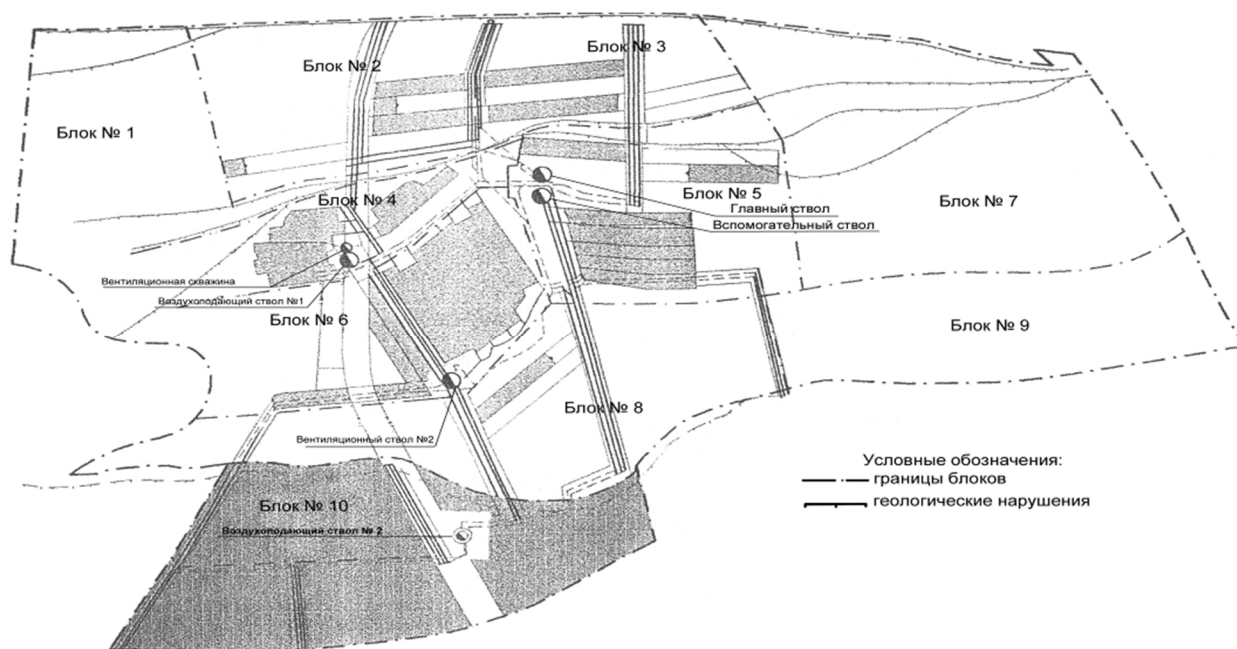 Блок № 3
Блок № 2
Блок № 1
Блок № 5
Блок № 4
Блок № 7
Главный ствол
Вспомогательный ствол
Вентиляционная скважина
Воздухоподающий ствол №1
Блок № 6
Блок № 9
Блок № 8
Вентиляционный ствол №2
Условные обозначения:
границы блоков
геологические нарушения
Блок № 10
Воздухоподающий ствол № 2